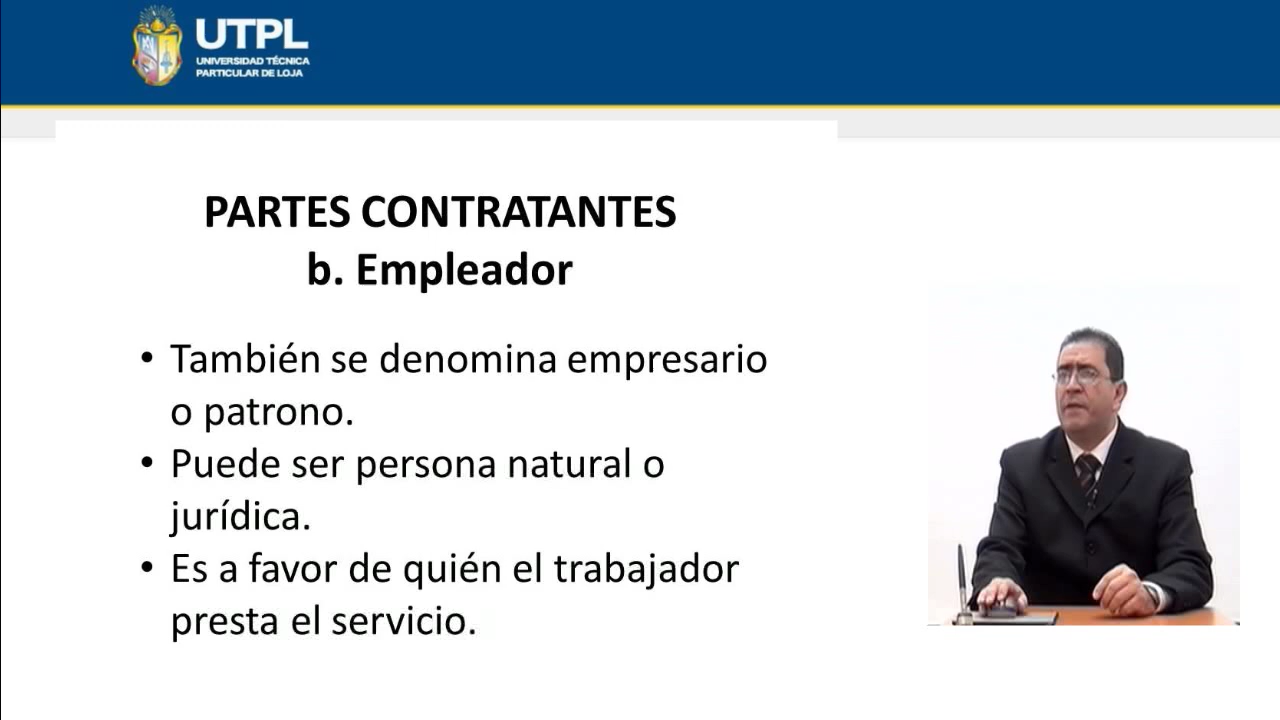 UTPL
UNIVERSIDAD TÉCNICA
PARTICULAR DE LOJA
PARTES CONTRATANTES
b. Empleador
• También se denomina empresario
o patrono.
• Puede ser persona natural o
jurídica.
• Es a favor de quién el trabajador
presta el servicio.